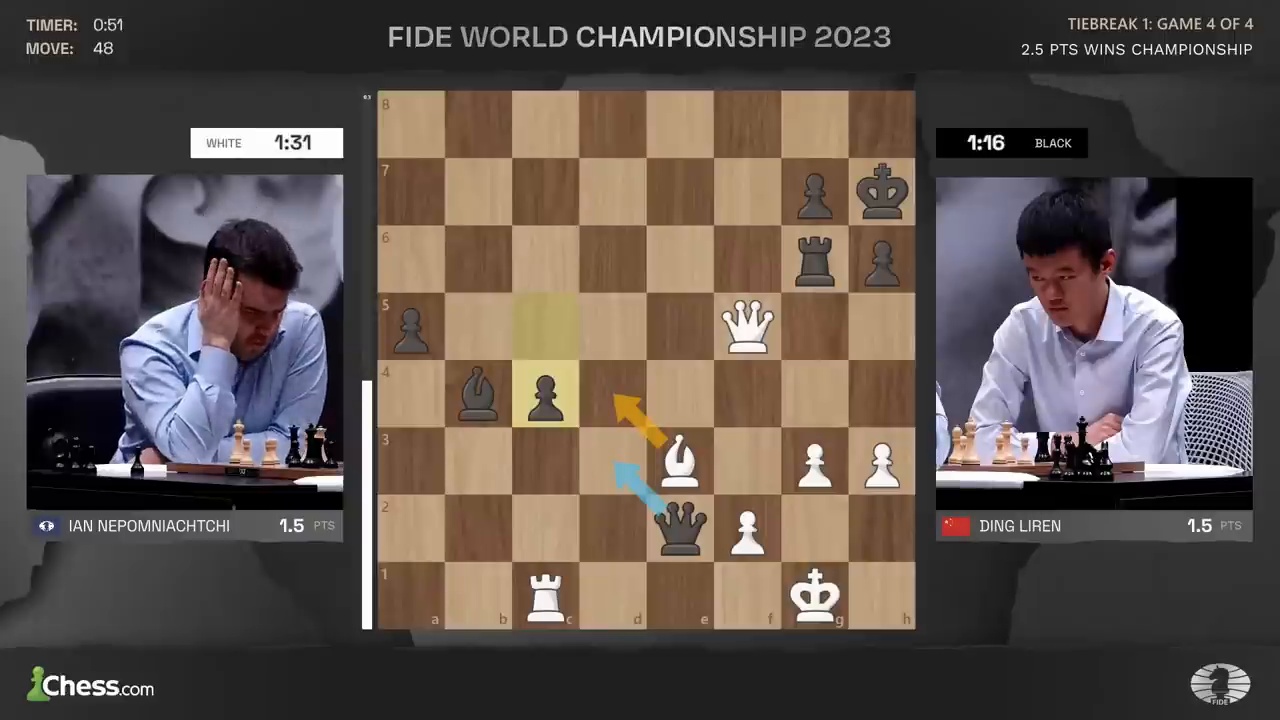 TIMER: 0:51
MOVE: 48
FIDE WORLD CHAMPIONSHIP 2023
TIEBREAK 1: GAME 4 OF 4
2.5 PTS WINS CHAMPIONSHIP
WHITE 1:31
1:16 BLACK
8
7
6
5
4
3
2
1
a b c d e f g h
IAN NEPOMNIACHTCHI 1.5 PTS
DING LIREN 1.5 PTS
Chess.com
FIDE